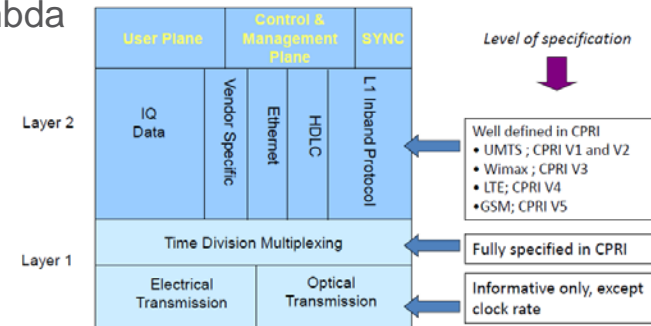 nbda
User Plane
Control &
Management
Plane
SYNC
Level of specification
Layer 2
IQ
Data
Vendor Specific
Ethernet
HDLC
L1 Inband Protocol
Well defined in CPRI
• UMTS ; CPRI V1 and V2
• Wimax ; CPRI V3
• LTE; CPRI V4
•GSM; CPRI V5
Layer 1
Time Division Multiplexing
Fully specified in CPRI
Electrical
Transmission
Optical
Transmission
Informative only, except
clock rate